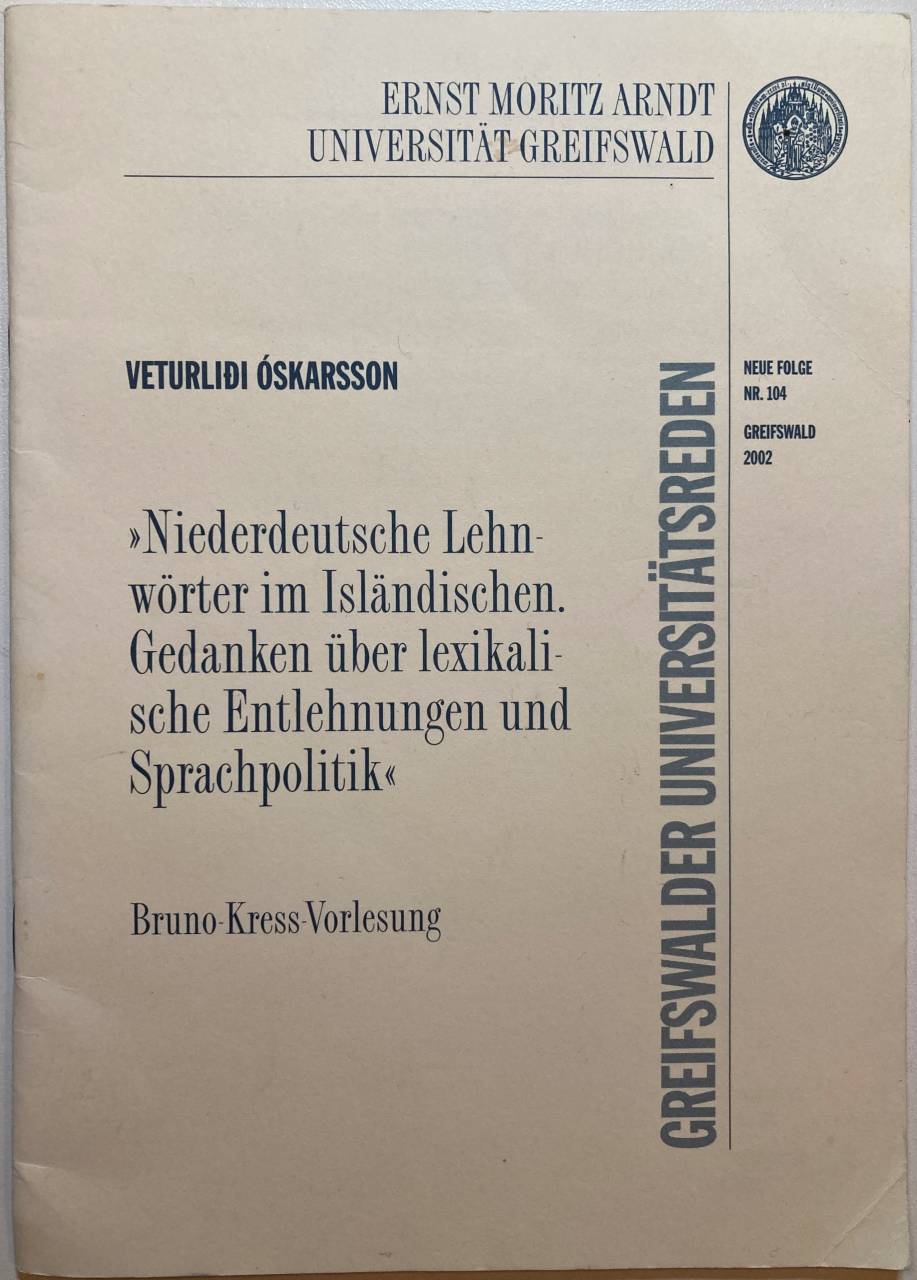 ERNST MORITZ ARNDT
UNIVERSITÄT GREIFSWALD
VETURLIÐI ÓSKARSSON
»Niederdeutsche Lehn-
wörter im Isländischen.
Gedanken über lexikali-
sche Entlehnungen und
Sprachpolitik«
Bruno-Kress-Vorlesung
GREIFSWALDER UNIVERSITÄTSREDEN
NEUE FOLGE
NR. 104
GREIFSWALD
2002